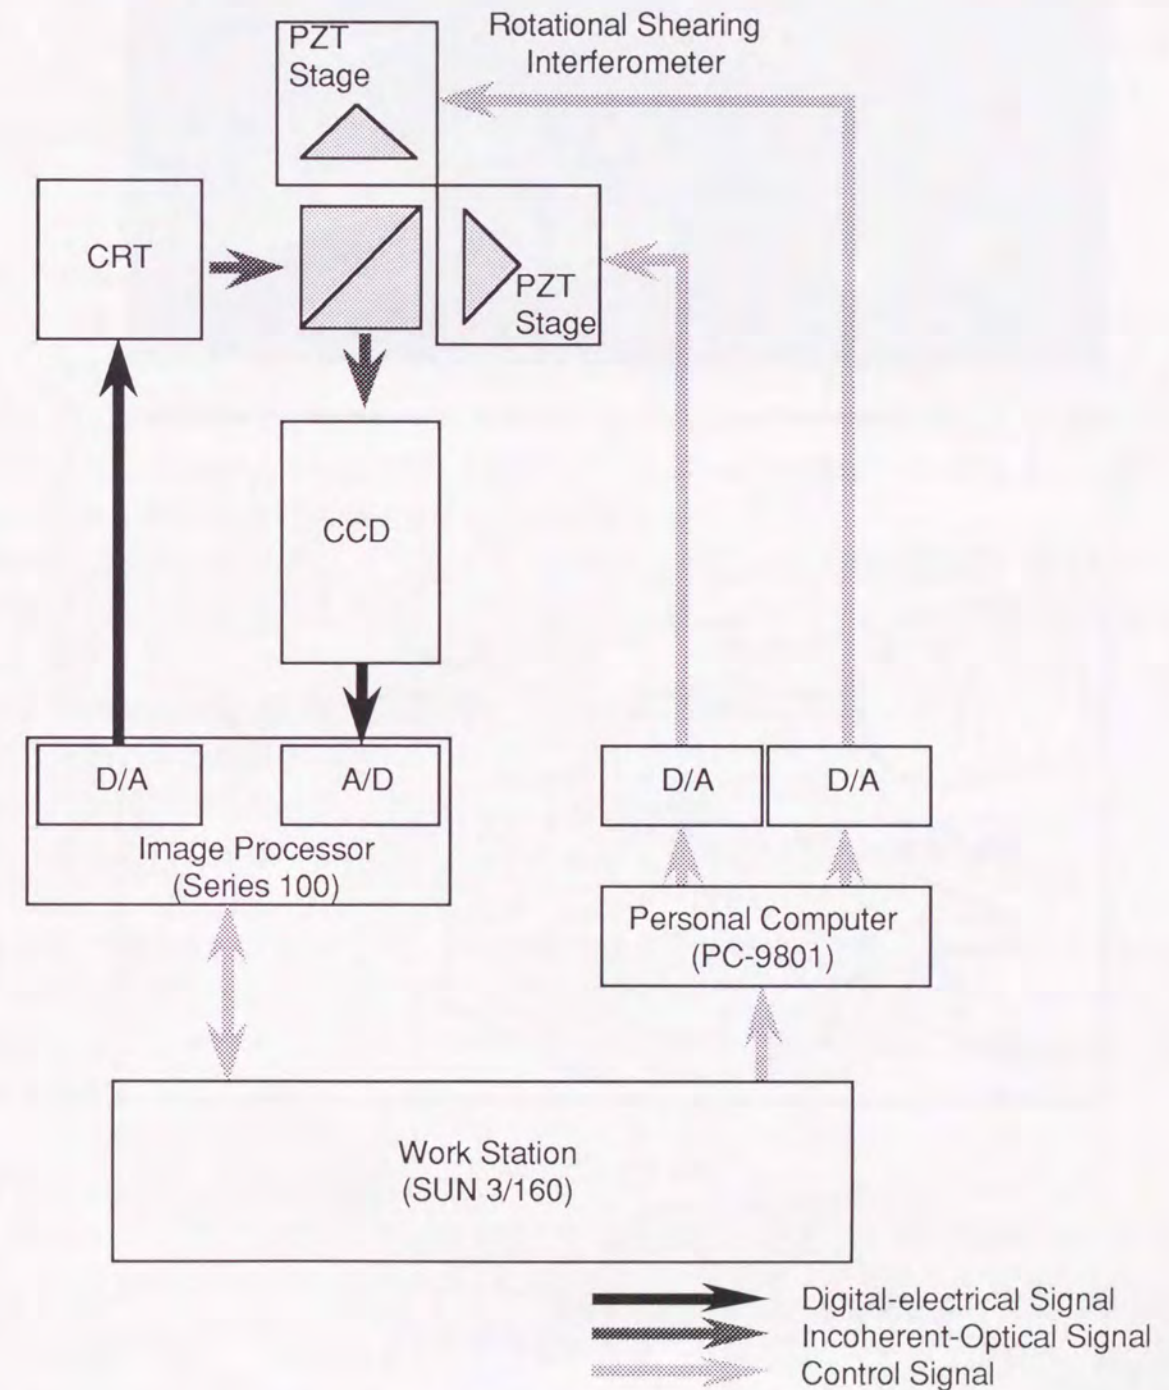 Rotational Shearing
Interferometer
PZT
Stage
CRT
PZT
Stage
CCD
D/A
A/D
Image Processor
(Series 100)
D/A
D/A
Personal Computer
(PC-9801)
Work Station
(SUN 3/160)
Digital-electrical Signal
Incoherent-Optical Signal
Control Signal